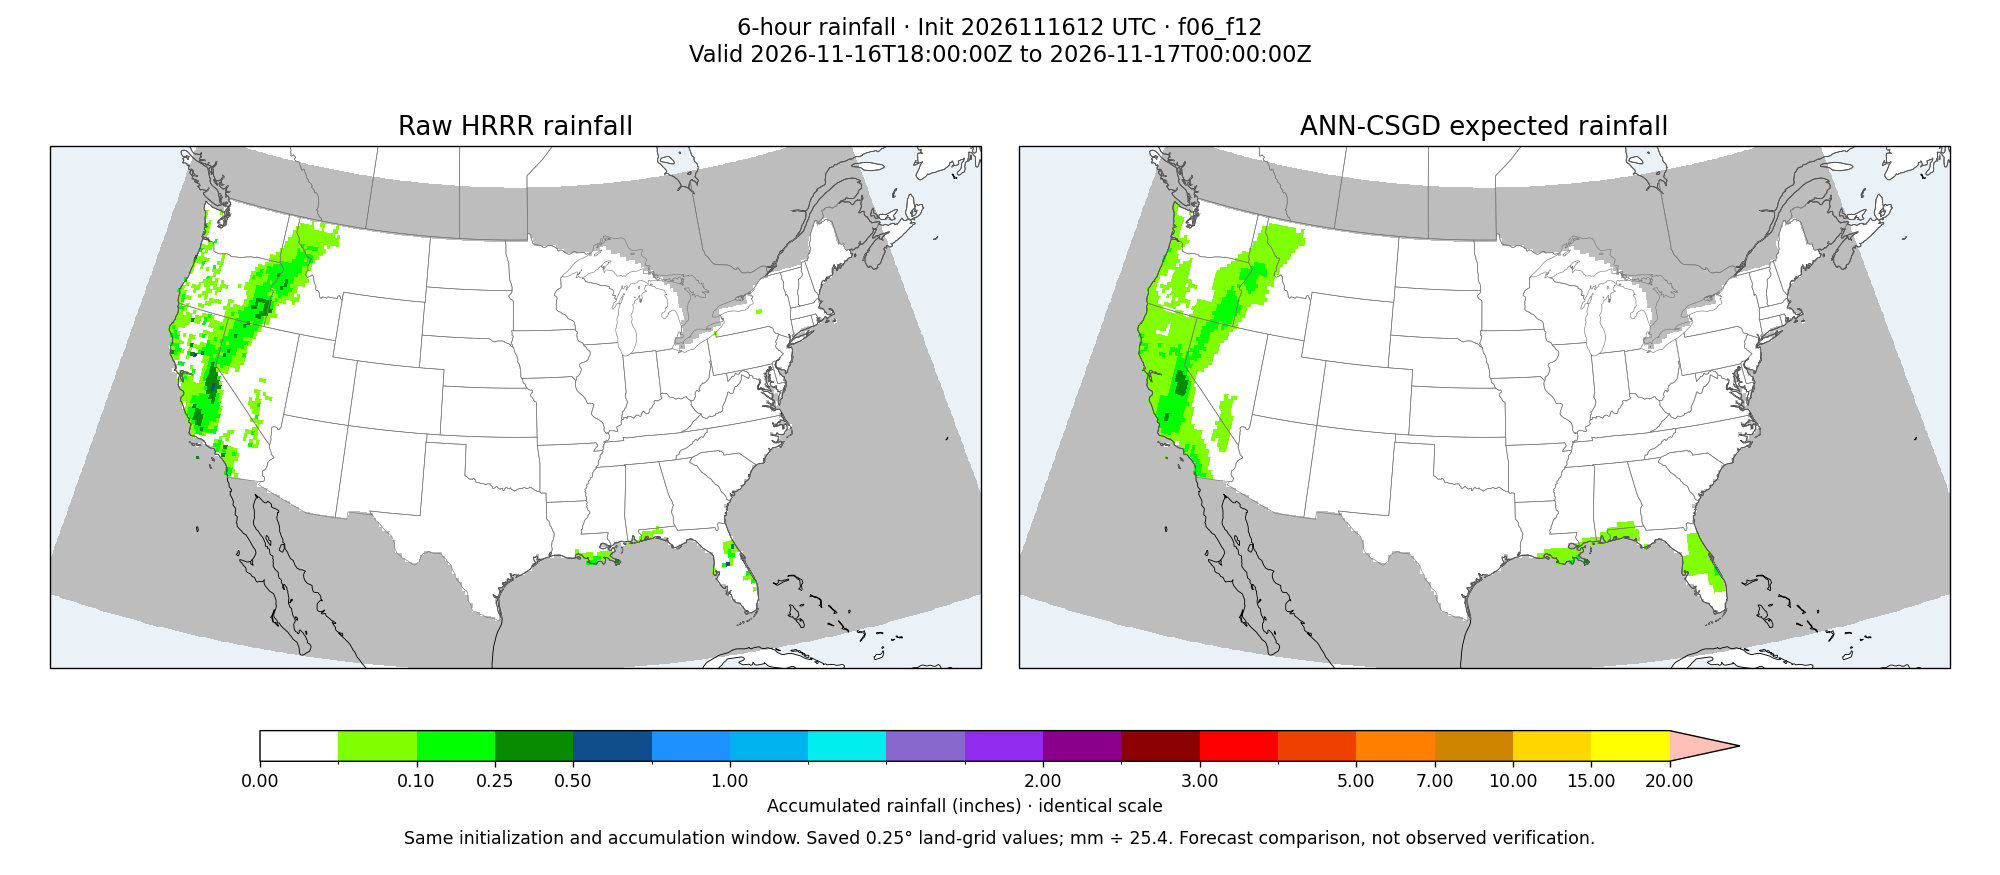 6-hour rainfall · Init 2026111612 UTC · f06_f12
Valid 2026-11-16T18:00:00Z to 2026-11-17T00:00:00Z
Raw HRRR rainfall
ANN-CSGD expected rainfall
0.00 0.10 0.25 0.50 1.00 2.00 3.00 5.00 7.00 10.00 15.00 20.00
Accumulated rainfall (inches) · identical scale
Same initialization and accumulation window. Saved 0.25° land-grid values; mm ÷ 25.4. Forecast comparison, not observed verification.